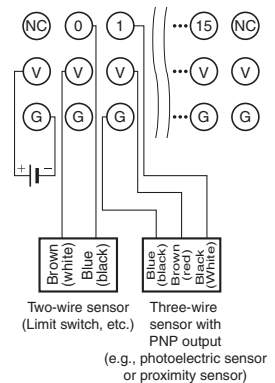 NC 0 1 ••• 15 NC
V V V ••• V V
G G G ••• G G
+ −
Brown
(white)
Blue
(black)
Blue
(black)
Brown
(red)
Black
(White)
Two-wire sensor
(Limit switch, etc.)
Three-wire
sensor with
PNP output
(e.g., photoelectric sensor
or proximity sensor)